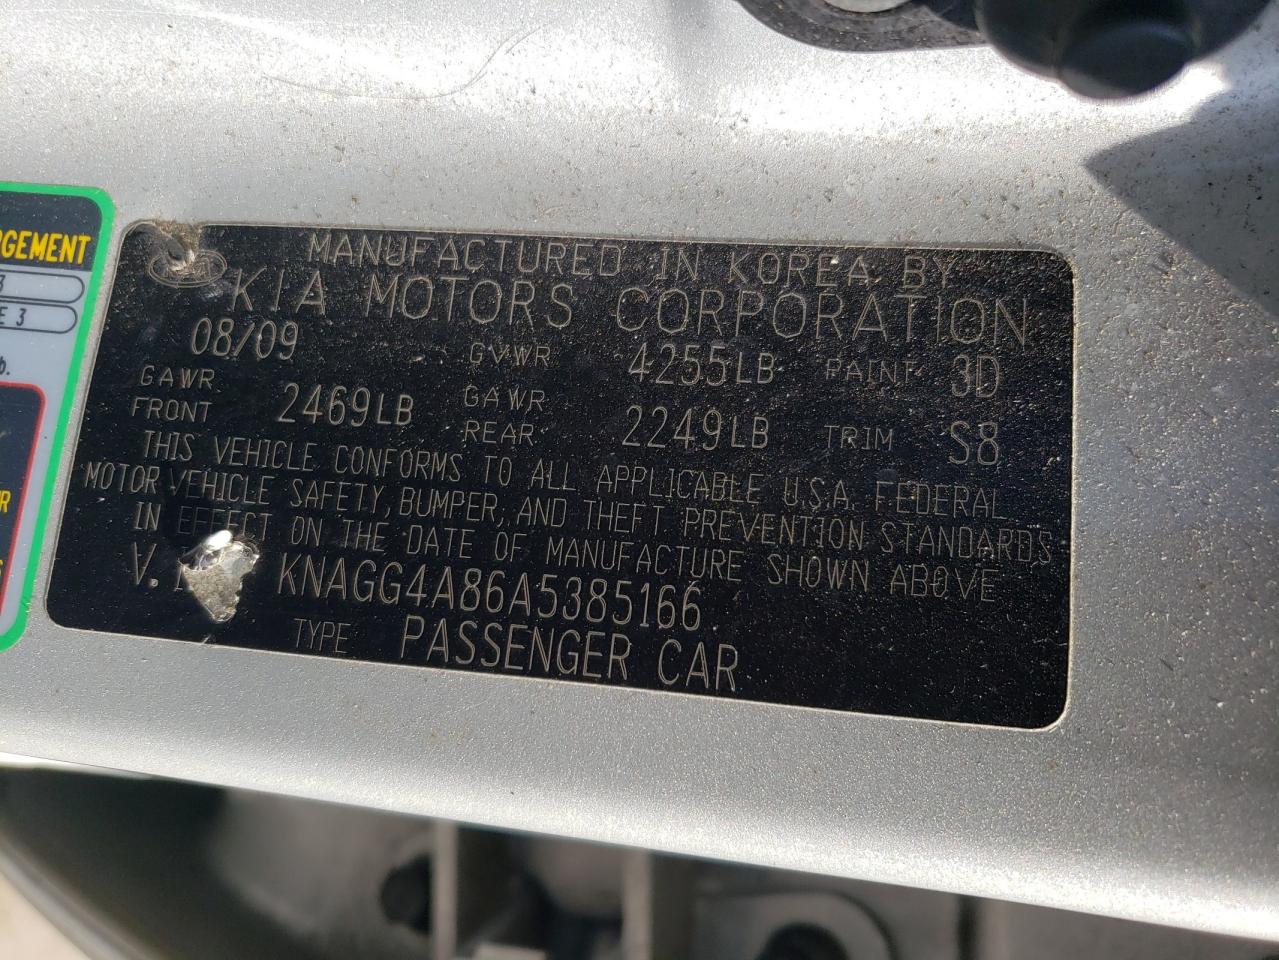 RGEMENT
3
E 3
b.
R
S
MANUFACTURED IN KOREA BY
KIA MOTORS CORPORATION
08/09 GVWR 4255LB PAINT 3D
GAWR FRONT 2469LB GAWR REAR 2249LB TRIM S8
THIS VEHICLE CONFORMS TO ALL APPLICABLE U.S.A. FEDERAL
MOTOR VEHICLE SAFETY, BUMPER, AND THEFT PREVENTION STANDARDS
IN EFFECT ON THE DATE OF MANUFACTURE SHOWN ABOVE
V. KNAGG4A86A5385166
TYPE PASSENGER CAR